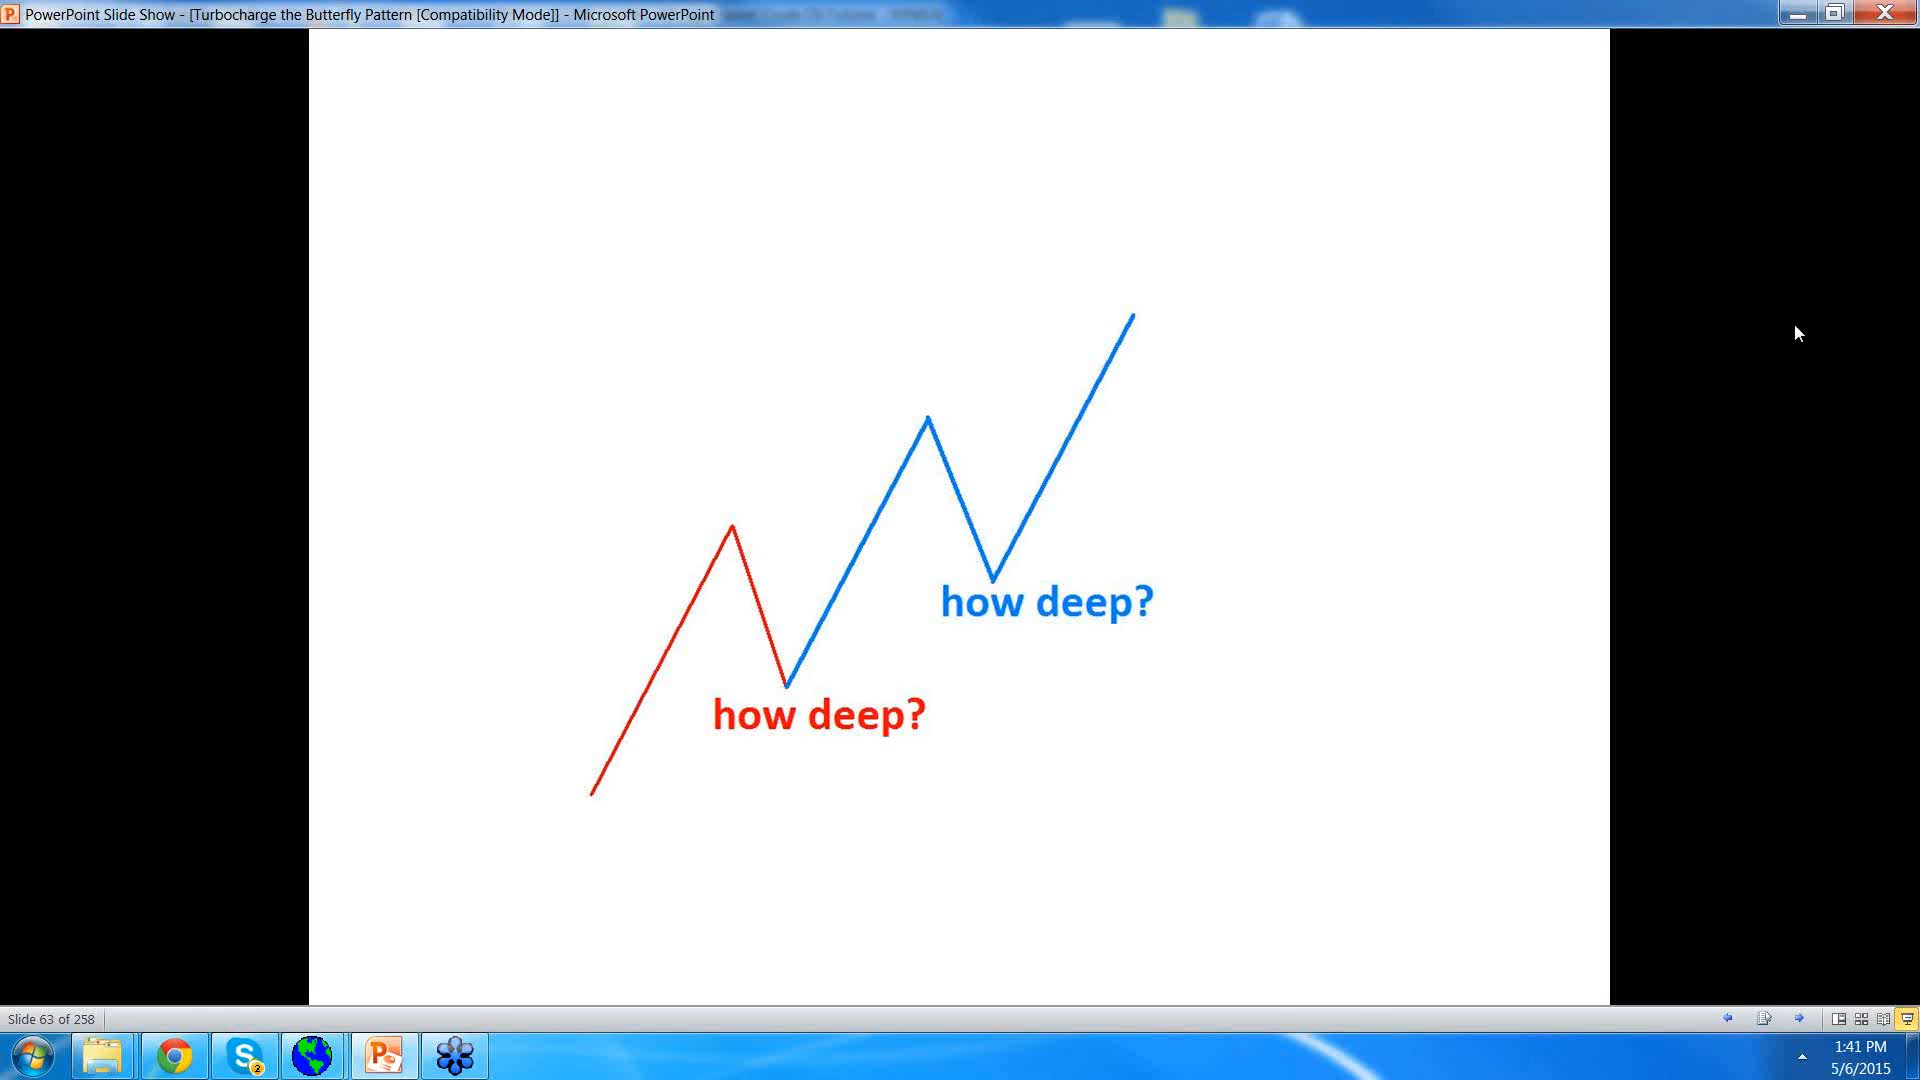 PowerPoint Slide Show - [Turbocharge the Butterfly Pattern [Compatibility Mode]] - Microsoft PowerPoint
how deep?
how deep?
Slide 63 of 258
2
1:41 PM
5/6/2015